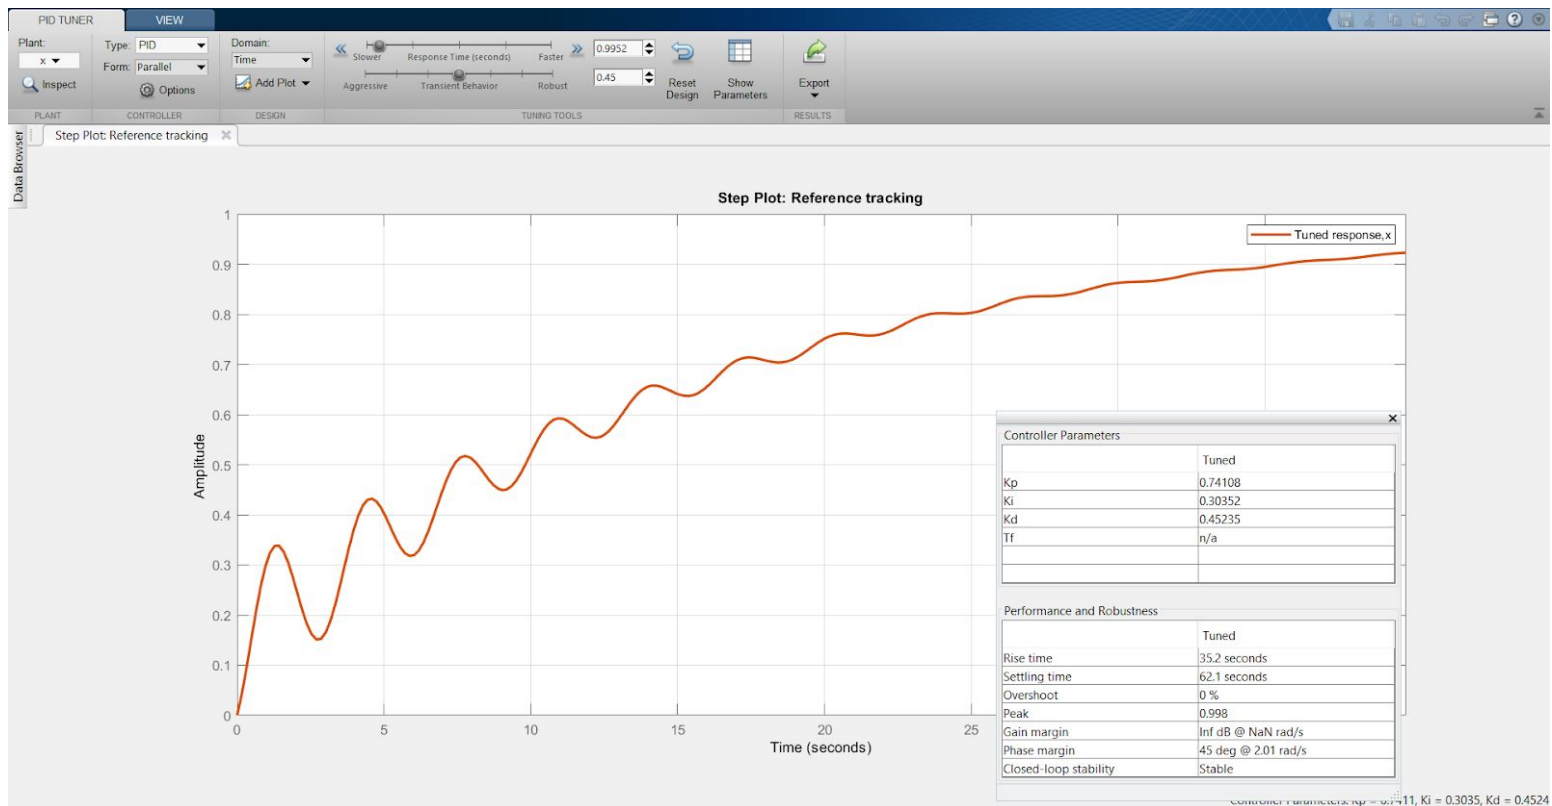 PID TUNER VIEW
Plant: Type: PID Domain: 0.9952
x Form: Parallel Time Slower Response Time (seconds) Faster
Inspect Options Add Plot Aggressive Transient Behavior Robust 0.45 Reset Design Show Parameters Export
PLANT CONTROLLER DESIGN TUNING TOOLS RESULTS
Data Browser
Step Plot: Reference tracking
Step Plot: Reference tracking
Tuned response,x
1
0.9
0.8
0.7
0.6
0.5
0.4
0.3
0.2
0.1
0
Amplitude
0 5 10 15 20 25
Time (seconds)
Controller Parameters
Tuned
Kp 0.74108
Ki 0.30352
Kd 0.45235
Tf n/a
Performance and Robustness
Tuned
Rise time 35.2 seconds
Settling time 62.1 seconds
Overshoot 0 %
Peak 0.998
Gain margin Inf dB @ NaN rad/s
Phase margin 45 deg @ 2.01 rad/s
Closed-loop stability Stable
Controller Parameters: Kp = 0.7411, Ki = 0.3035, Kd = 0.4524